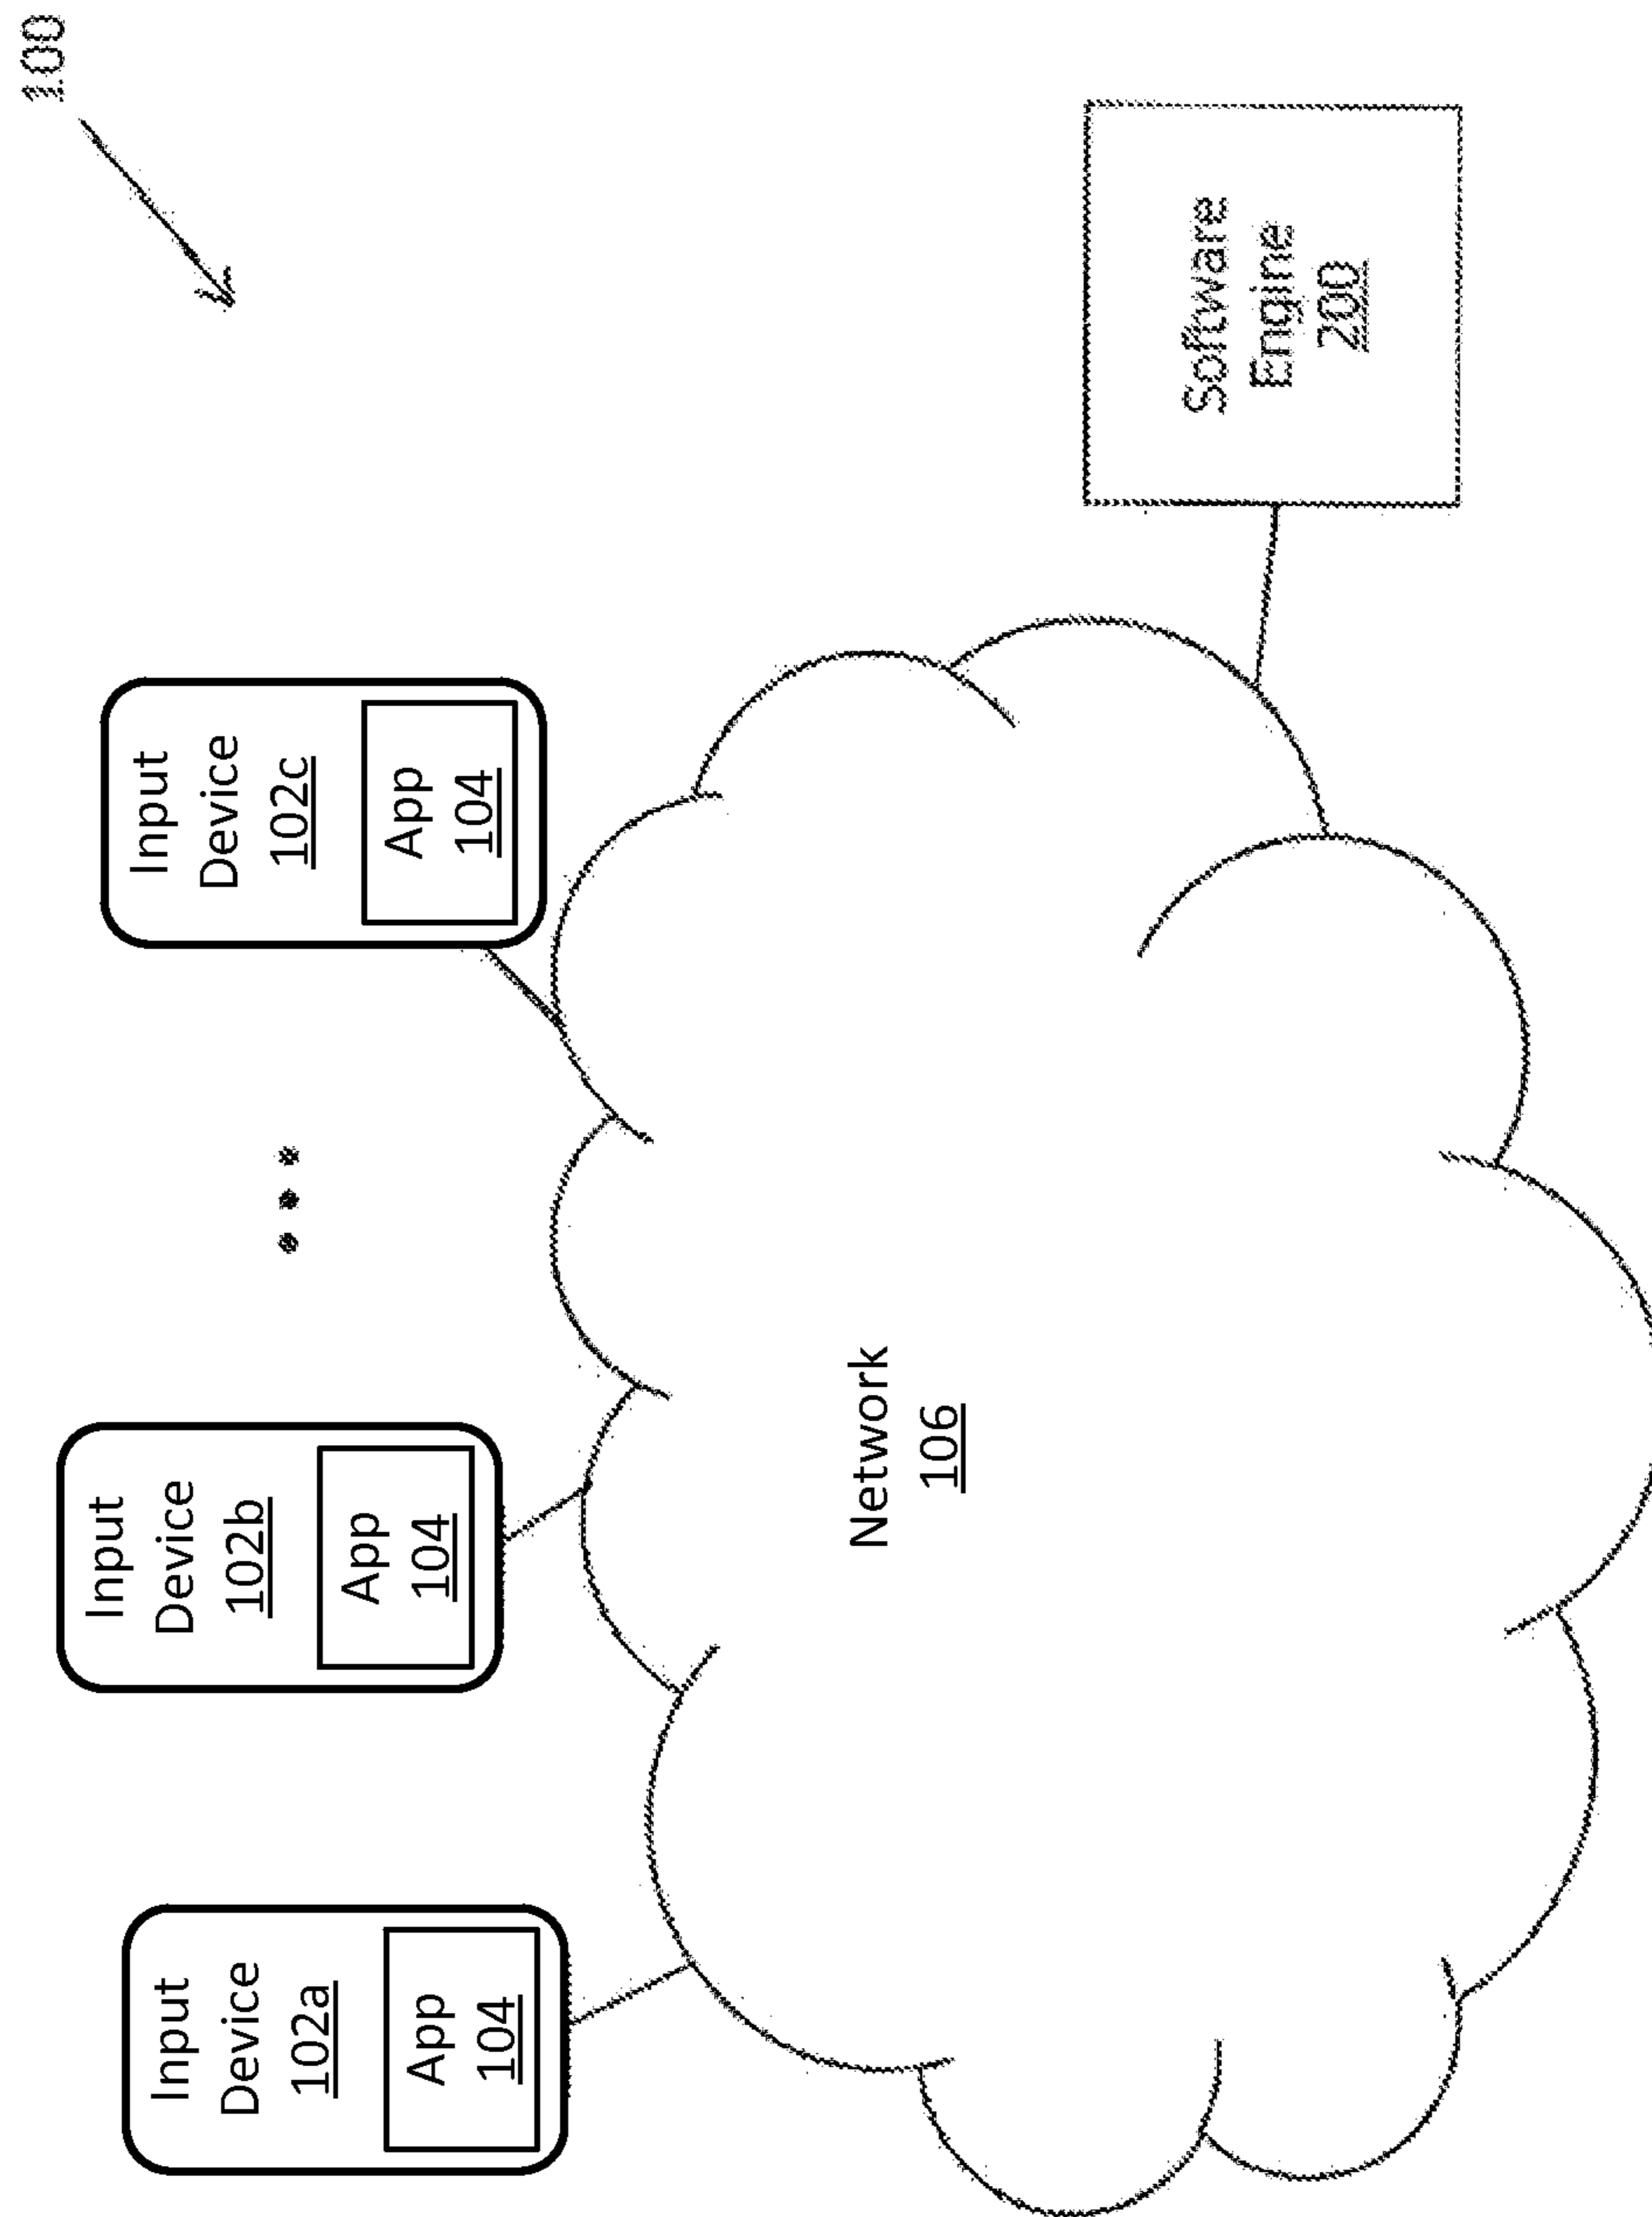 100
Input
Device
102a
App
104
Input
Device
102b
App
104
Input
Device
102c
App
104
Network
106
Software
Engine
200